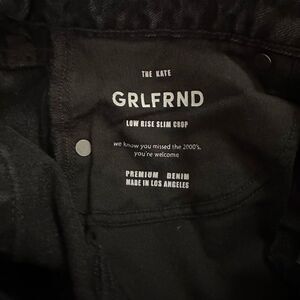 THE KATE
GRLFRND
LOW RISE SLIM CROP
we know you missed the 2000's,
you're welcome
PREMIUM DENIM
MADE IN LOS ANGELES